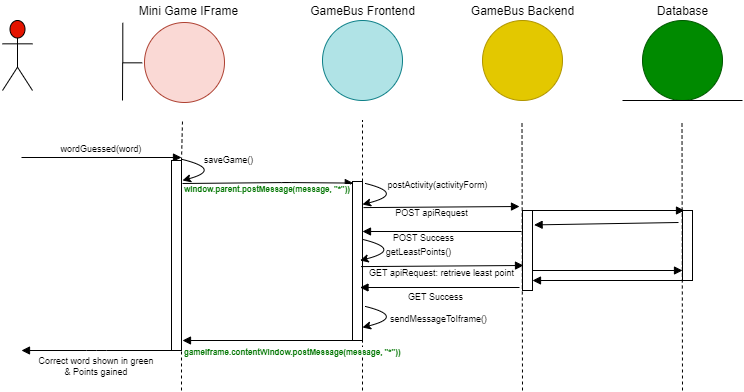 Mini Game IFrame
GameBus Frontend
GameBus Backend
Database
wordGuessed(word)
saveGame()
window.parent.postMessage(message, "*"))
postActivity(activityForm)
POST apiRequest
POST Success
getLeastPoints()
GET apiRequest: retrieve least point
GET Success
sendMessageToIframe()
gameIframe.contentWindow.postMessage(message, "*"))
Correct word shown in green
& Points gained